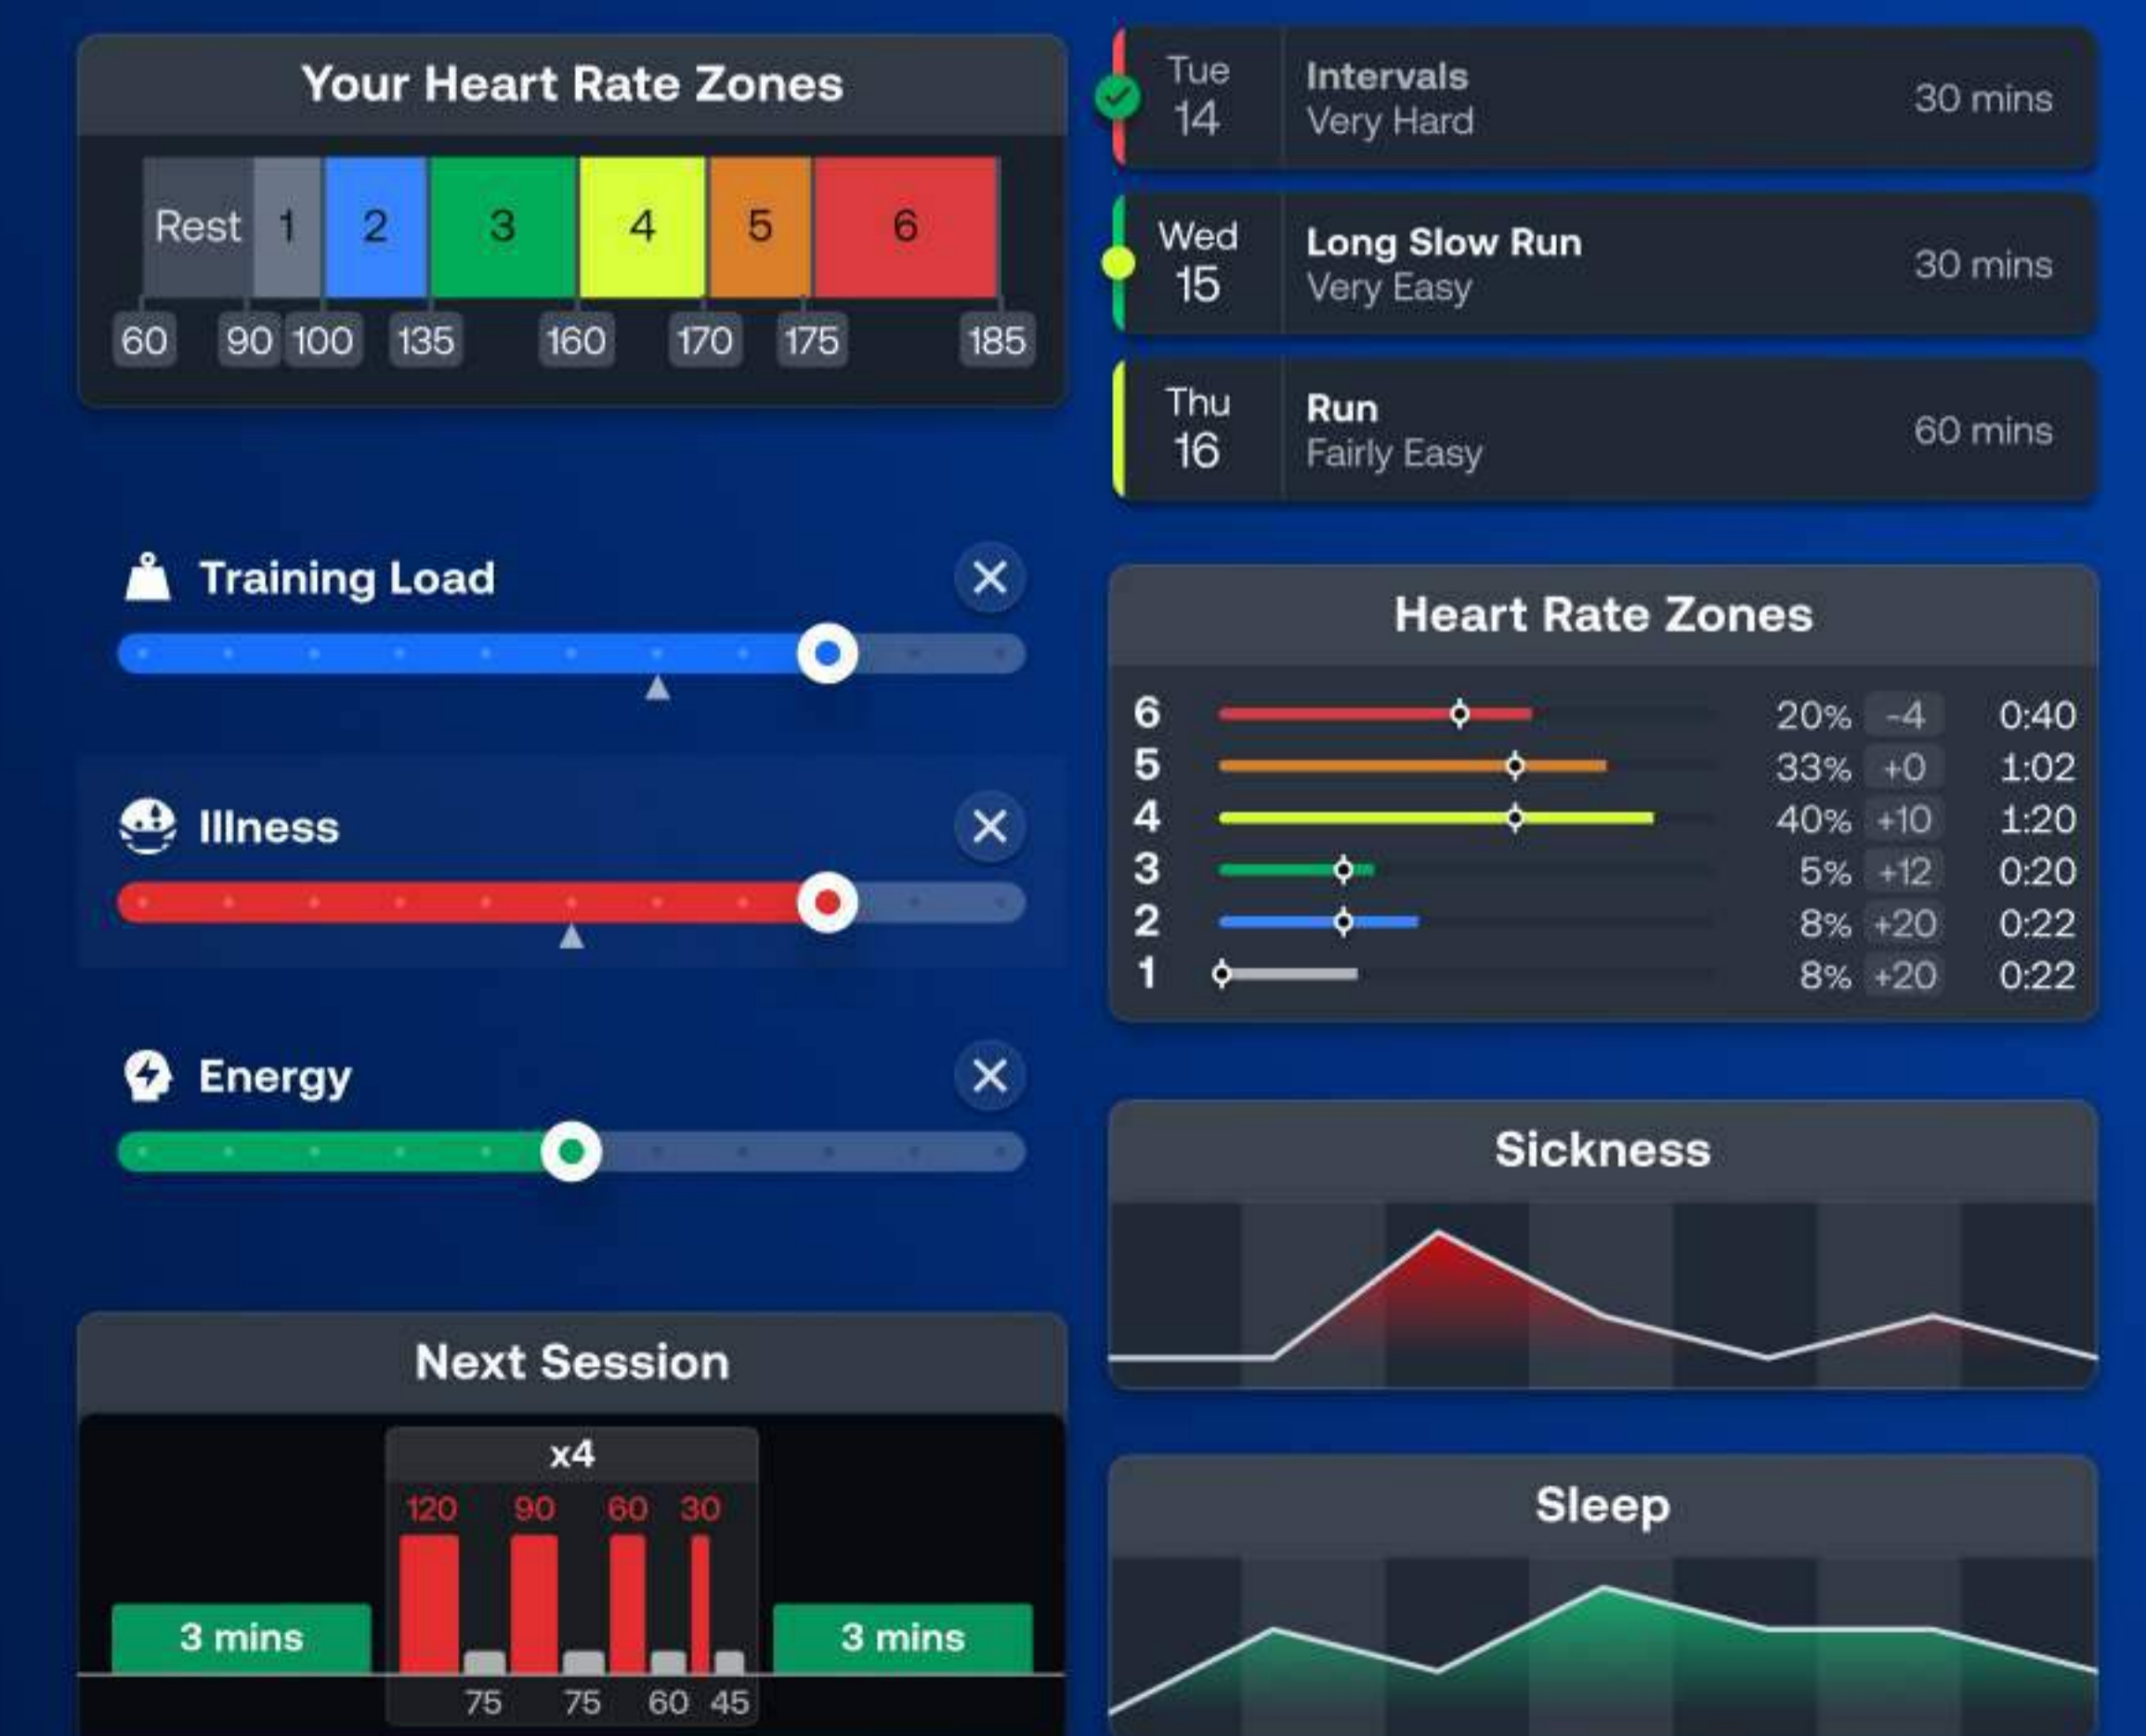 Your Heart Rate Zones
Rest 1 2 3 4 5 6
60 90 100 135 160 170 175 185
Training Load
Illness
Energy
Next Session
x4
120 90 60 30
3 mins 3 mins
75 75 60 45
Tue
14
Intervals
Very Hard
30 mins
Wed
15
Long Slow Run
Very Easy
30 mins
Thu
16
Run
Fairly Easy
60 mins
Heart Rate Zones
6 20% -4 0:40
5 33% +0 1:02
4 40% +10 1:20
3 5% +12 0:20
2 8% +20 0:22
1 8% +20 0:22
Sickness
Sleep